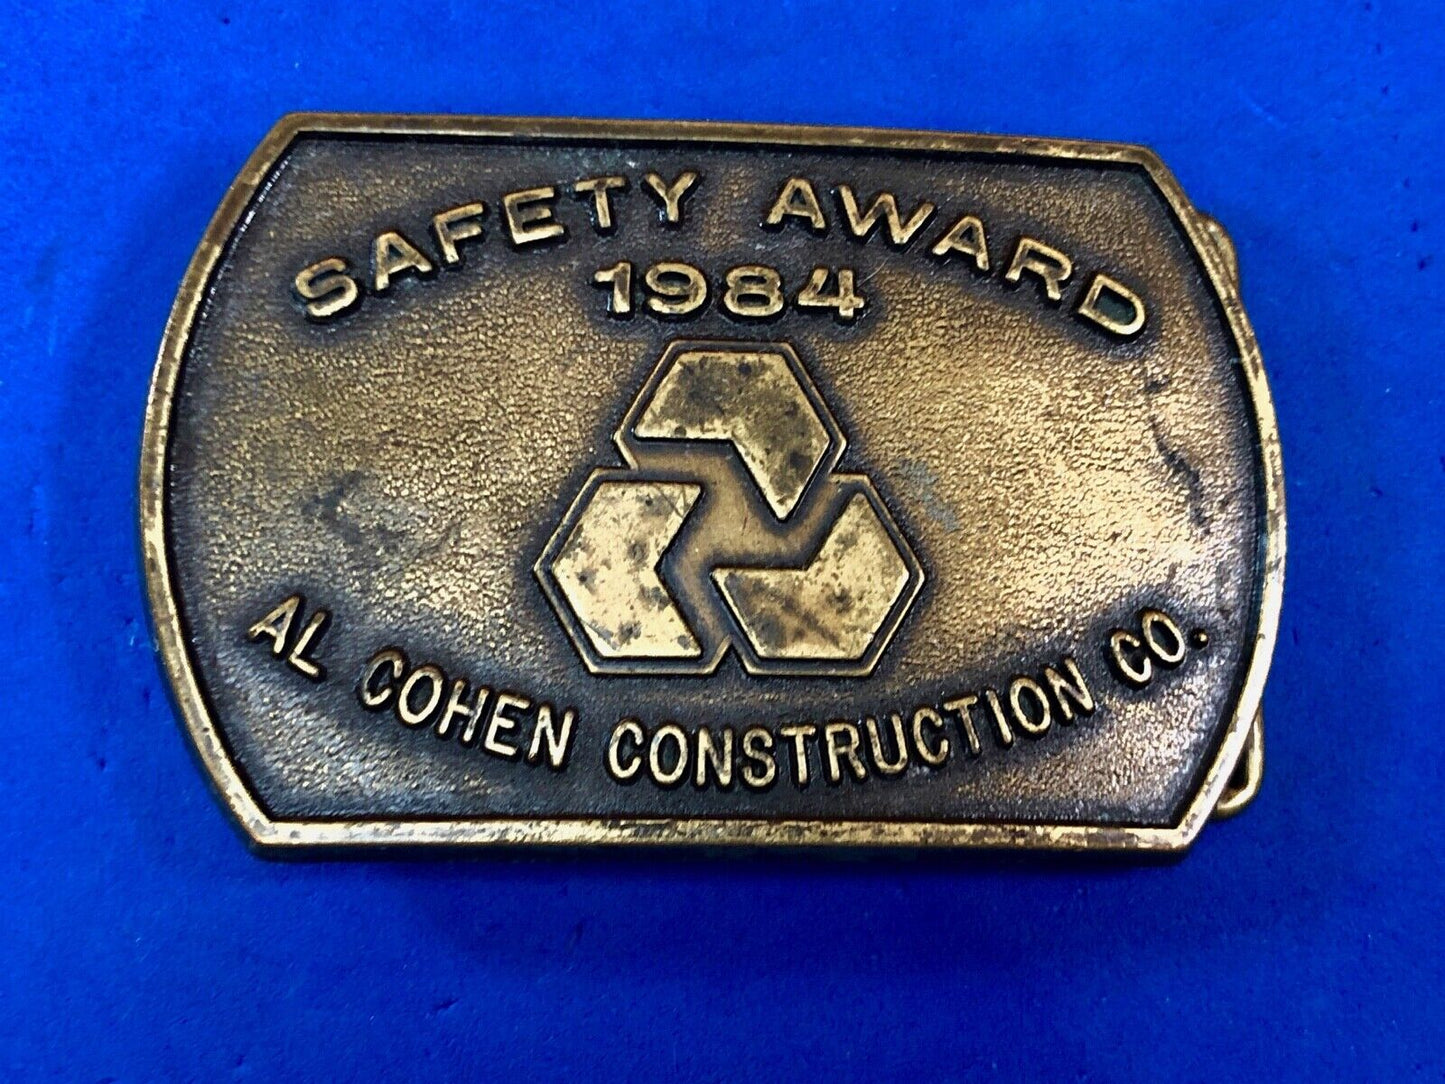 SAFETY AWARD
1984
AL COHEN CONSTRUCTION CO.